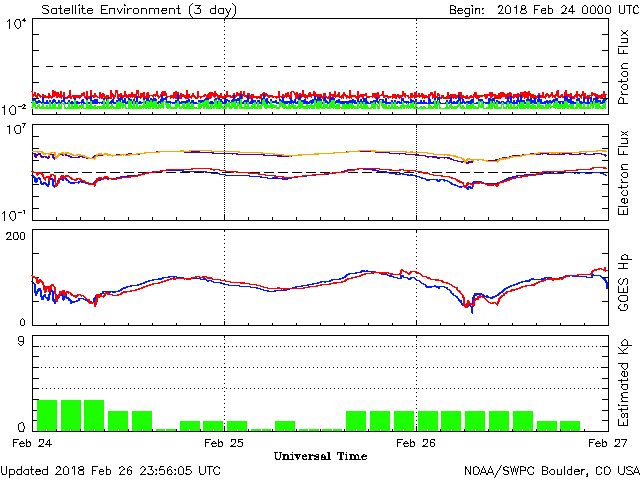 Satellite Environment (3 day)
Begin: 2018 Feb 24 0000 UTC
10⁴
10⁻²
Proton Flux
10⁷
10⁻¹
Electron Flux
200
0
GOES Hp
9
0
Estimated Kp
Feb 24
Feb 25
Feb 26
Feb 27
Universal Time
Updated 2018 Feb 26 23:56:05 UTC
NOAA/SWPC Boulder, CO USA